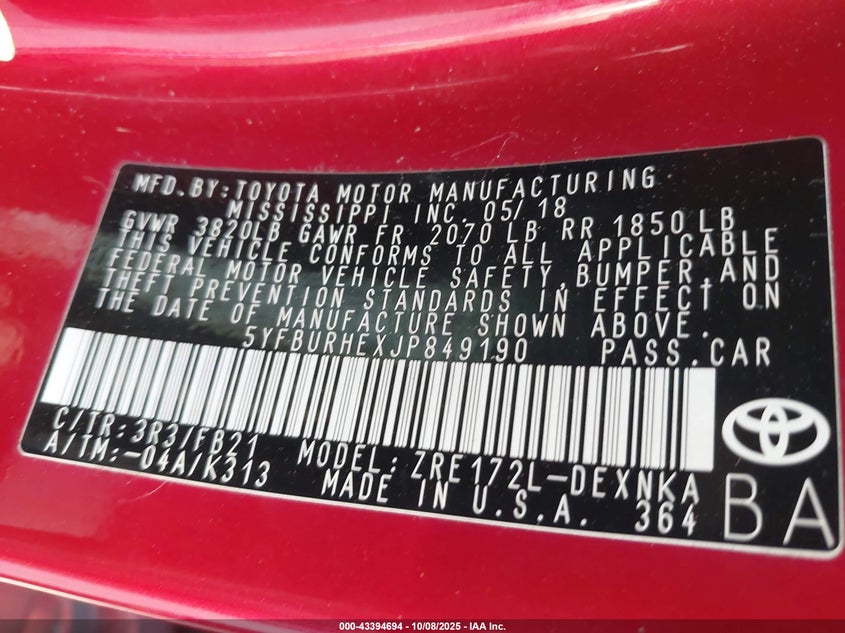 MFD. BY: TOYOTA MOTOR MANUFACTURING
MISSISSIPPI INC. 05/18
GVWR 3820LB GAWR FR 2070 LB RR 1850 LB
THIS VEHICLE CONFORMS TO ALL APPLICABLE
FEDERAL MOTOR VEHICLE SAFETY, BUMPER, AND
THEFT PREVENTION STANDARDS IN EFFECT ON
THE DATE OF MANUFACTURE SHOWN ABOVE.
5YFBURHEXJP849190 PASS. CAR
C/TR: 3R3/FB21 MODEL: ZRE172L-DEXNKA
A/TM: -04A/K313 MADE IN U.S.A. 364
BA
000-43394694 - 10/08/2025 - IAA Inc.